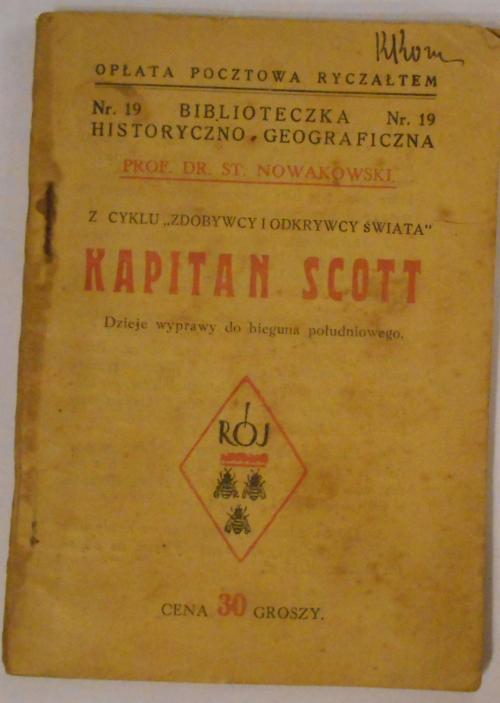 OPŁATA POCZTOWA RYCZAŁTEM
Nr. 19 BIBLIOTECZKA Nr. 19
HISTORYCZNO-GEOGRAFICZNA
PROF. DR. ST. NOWAKOWSKI.
Z CYKLU „ZDOBYWCY I ODKRYWCY ŚWIATA"
KAPITAN SCOTT
Dzieje wyprawy do bieguna południowego.
RÓJ
CENA 30 GROSZY.